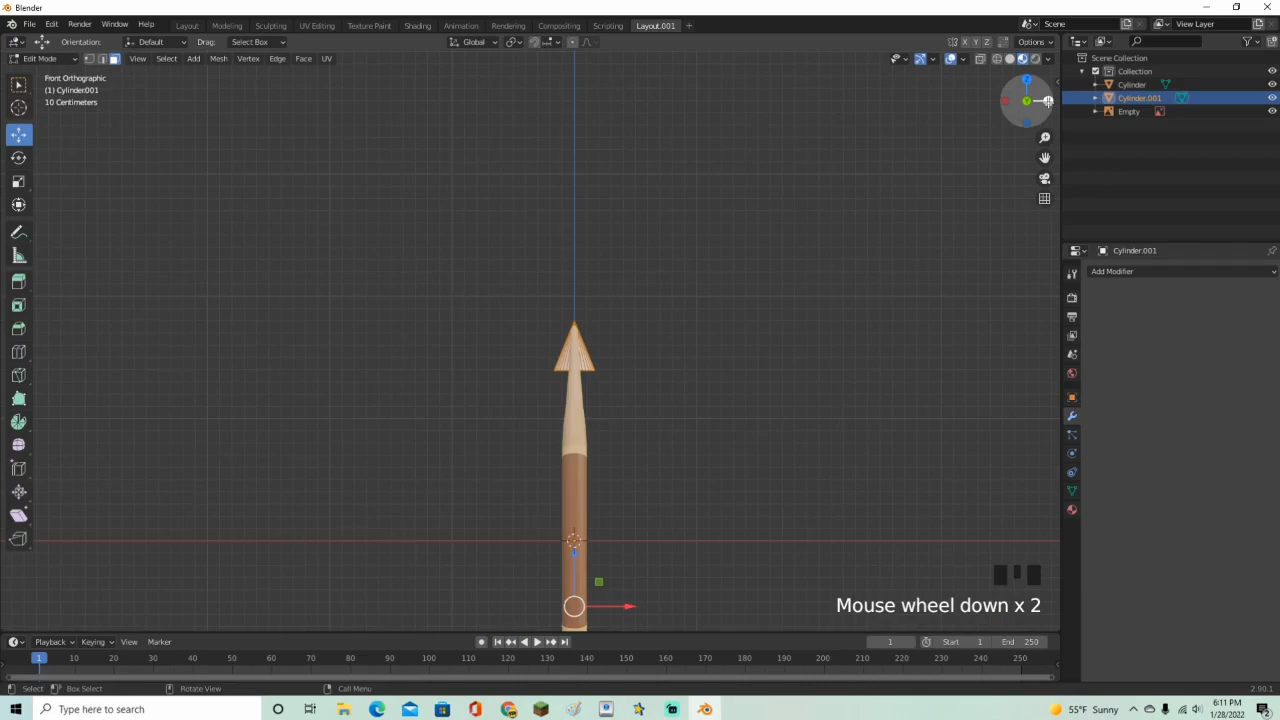 Blender
File Edit Render Window Help Layout Modeling Sculpting UV Editing Texture Paint Shading Animation Rendering Compositing Scripting Layout.001 + Scene View Layer
Orientation: Default Drag: Select Box Global X Y Z Options
Edit Mode View Select Add Mesh Vertex Edge Face UV
Scene Collection
Collection
Cylinder
Cylinder.001
Empty
Front Orthographic
(1) Cylinder.001
10 Centimeters
Z
Y
Cylinder.001
Add Modifier
Mouse wheel down x 2
Playback Keying View Marker 1 Start 1 End 250
1 10 20 30 40 50 60 70 80 90 100 110 120 130 140 150 160 170 180 190 200 210 220 230 240 250
Select Box Select Rotate View Call Menu 2.90.1
Type here to search 55°F Sunny 6:11 PM
1/28/2022